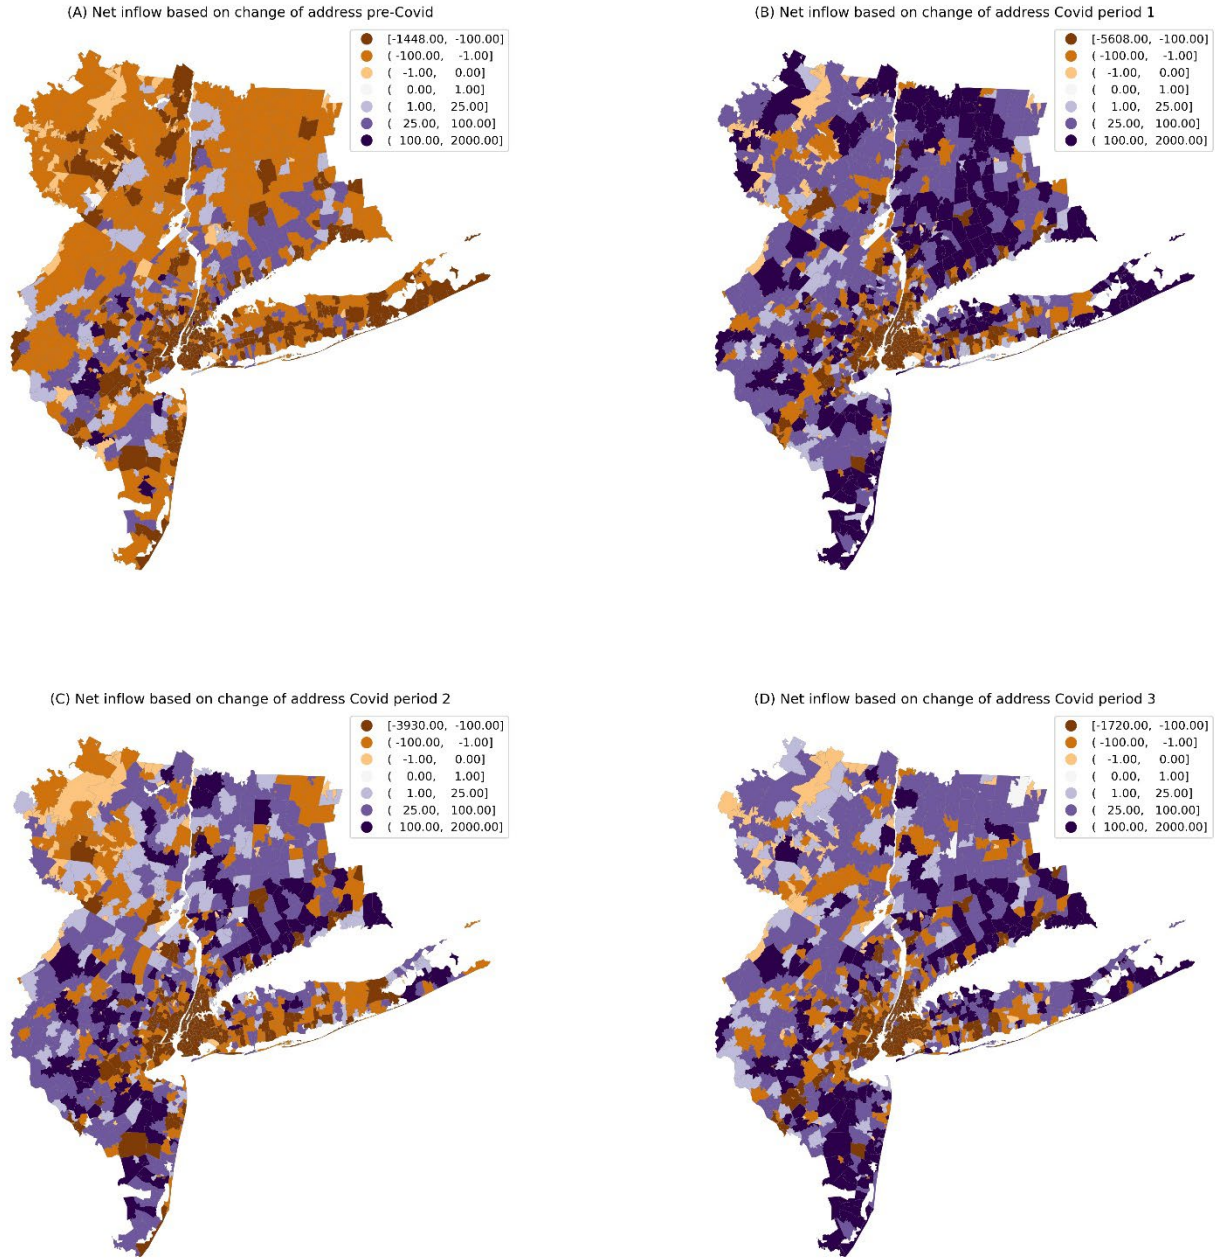 (A) Net inflow based on change of address pre-Covid
[-1448.00, -100.00]
(-100.00, -1.00]
( -1.00, 0.00]
( 0.00, 1.00]
( 1.00, 25.00]
( 25.00, 100.00]
( 100.00, 2000.00]
(B) Net inflow based on change of address Covid period 1
[-5608.00, -100.00]
(-100.00, -1.00]
( -1.00, 0.00]
( 0.00, 1.00]
( 1.00, 25.00]
( 25.00, 100.00]
( 100.00, 2000.00]
(C) Net inflow based on change of address Covid period 2
[-3930.00, -100.00]
( -100.00, -1.00]
( -1.00, 0.00]
( 0.00, 1.00]
( 1.00, 25.00]
( 25.00, 100.00]
( 100.00, 2000.00]
(D) Net inflow based on change of address Covid period 3
[-1720.00, -100.00]
(-100.00, -1.00]
( -1.00, 0.00]
( 0.00, 1.00]
( 1.00, 25.00]
( 25.00, 100.00]
( 100.00, 2000.00]